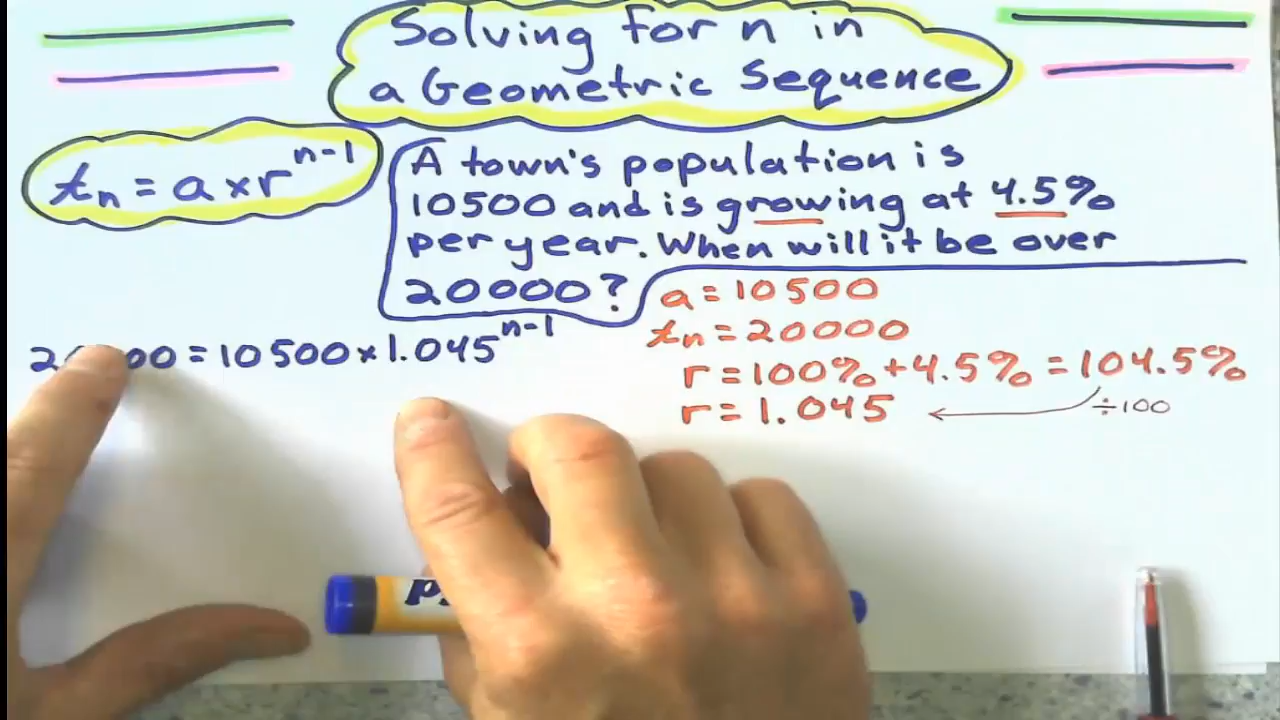 Solving for n in
a Geometric Sequence
tn = a × r^n-1
A town's population is
10500 and is growing at 4.5%
per year. When will it be over
20000?
a = 10500
tn = 20000
r = 100% + 4.5% = 104.5%
r = 1.045
÷100
= 10500 × 1.045^n-1